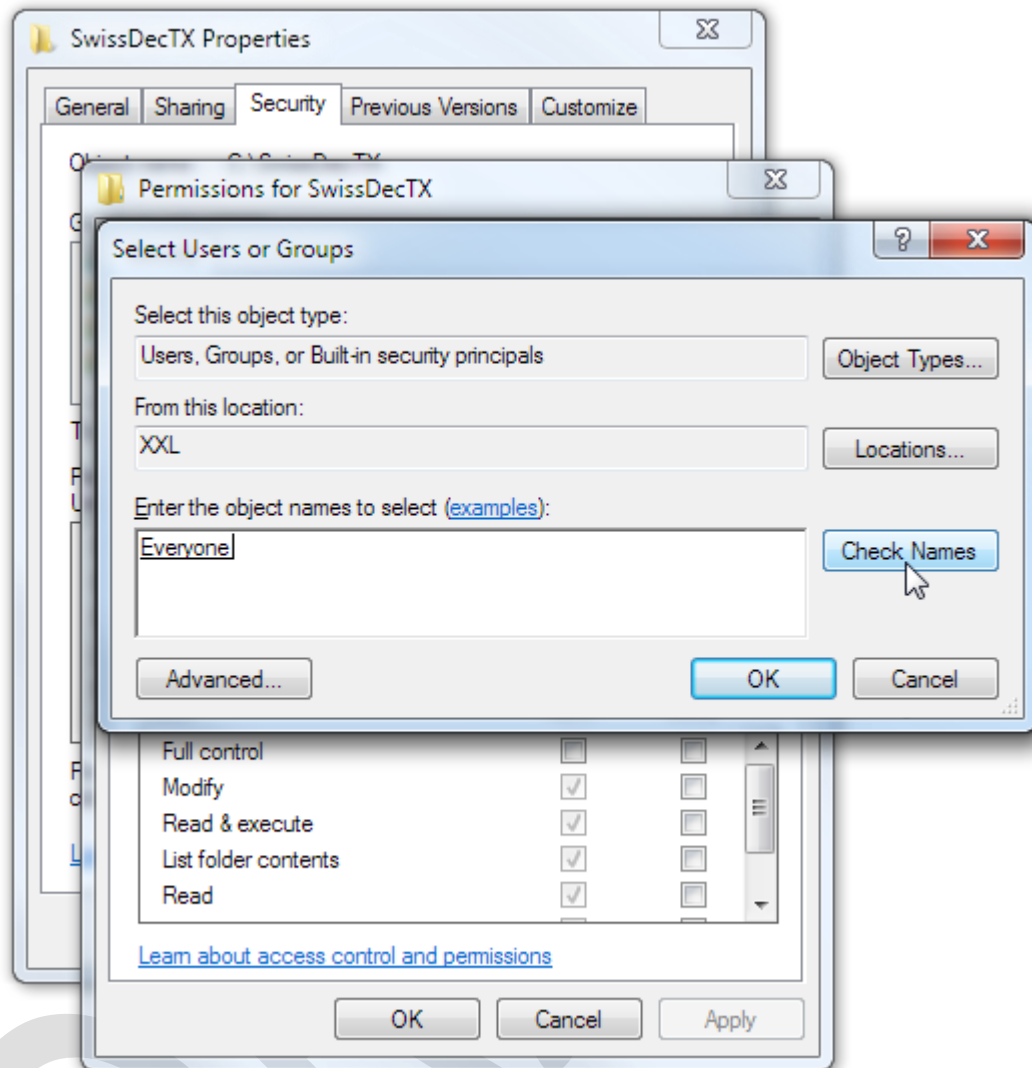 SwissDecTX Properties
General Sharing Security Previous Versions Customize
Permissions for SwissDecTX
Select Users or Groups
Select this object type:
Users, Groups, or Built-in security principals
Object Types...
From this location:
XXL
Locations...
Enter the object names to select (examples):
Everyone
Check Names
Advanced...
OK Cancel
Full control
Modify
Read & execute
List folder contents
Read
Learn about access control and permissions
OK Cancel Apply